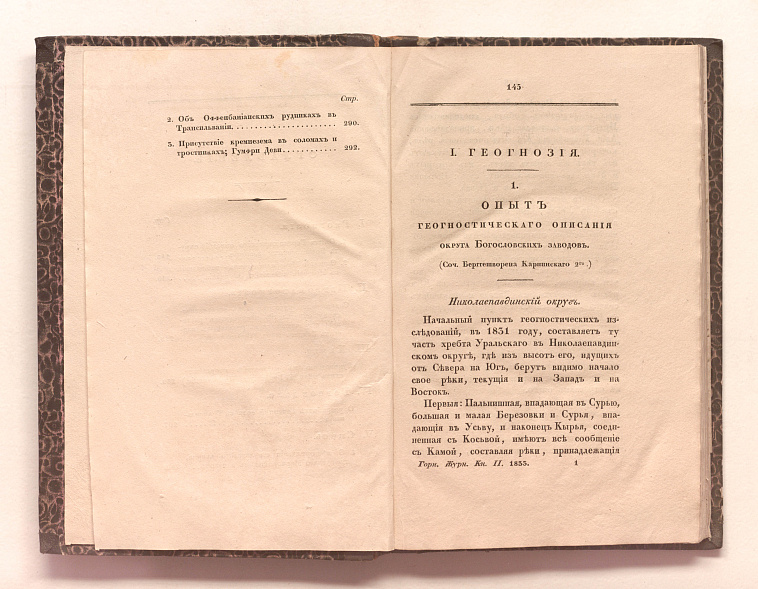 Стр.
2. Объ Оффенбаніанскихъ рудникахъ въ
Трансильваніи. . . . . . . . . . . . . . . . . . . . . 290.
3. Присутствіе кремнезема въ соломахъ и
тростникахъ; Гумфри Деви. . . . . . . . . . . 292.
145
I. ГЕОГНОЗІЯ.
1.
ОПЫТЪ
ГЕОГНОСТИЧЕСКАГО ОПИСАНІЯ
ОКРУГА БОГОСЛОВСКИХЪ ЗАВОДОВЪ.
(Соч. Берггешворена Карпинскаго 2го.)
Николаепавдинскій округъ.
Начальный пунктъ геогностическихъ из-
слѣдованій, въ 1831 году, составляетъ ту
часть хребта Уральскаго въ Николаепавдин-
скомъ округѣ, гдѣ изъ высотъ его, идущихъ
отъ Сѣвера на Югъ, берутъ видимо начало
свое рѣки, текущія и на Западъ и на
Востокъ.
Первыя: Пальнишная, впадающая въ Сурью,
большая и малая Березовки и Сурья, впа-
дающія въ Усьву, и наконецъ Кырья, соеди-
ненная съ Косьвой, имѣютъ всѣ сообщеніе
съ Камой, составляя рѣки, принадлежащія
Горн. Журн. Кн. II. 1833. 1